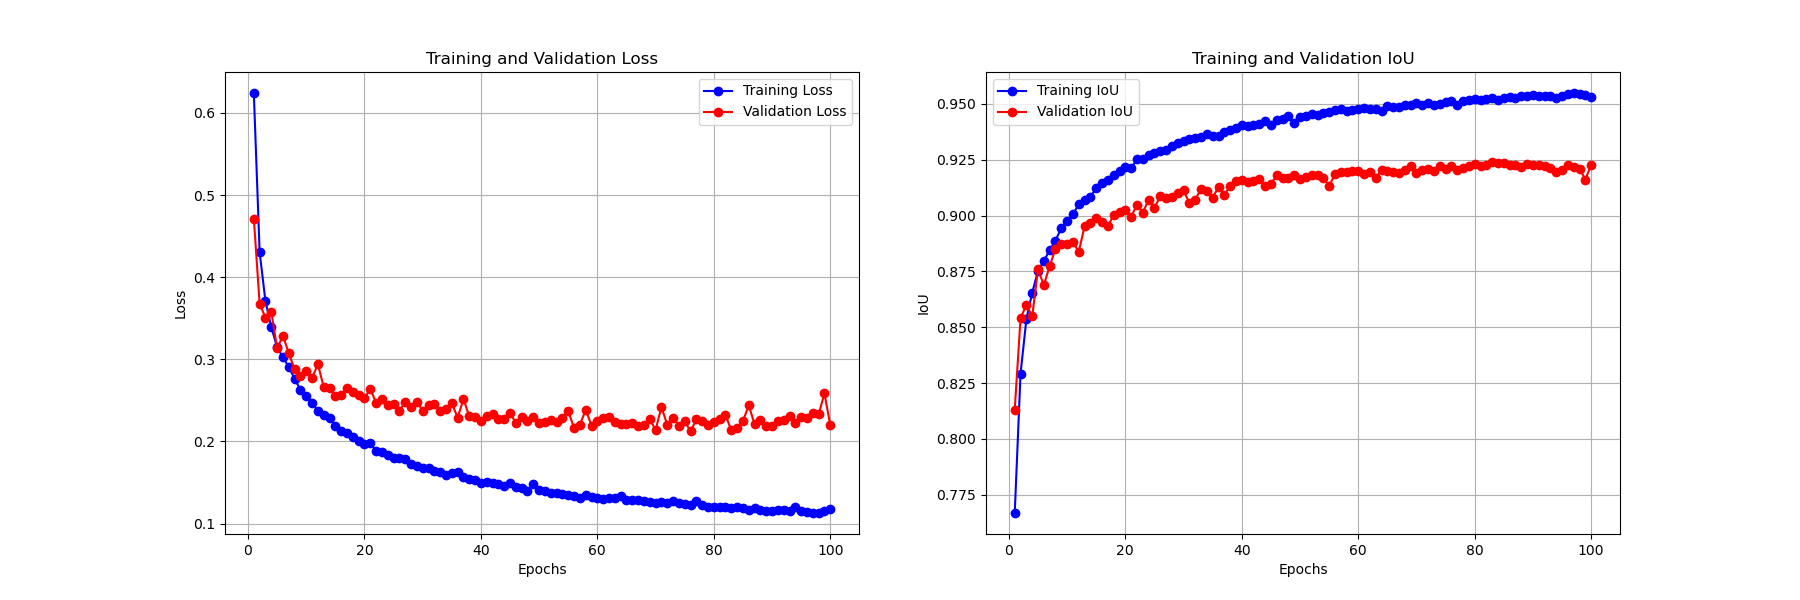 Training and Validation Loss
Training Loss
Validation Loss
0.6
0.5
0.4
0.3
0.2
0.1
Loss
0 20 40 60 80 100
Epochs
Training and Validation IoU
Training IoU
Validation IoU
0.950
0.925
0.900
0.875
0.850
0.825
0.800
0.775
IoU
0 20 40 60 80 100
Epochs